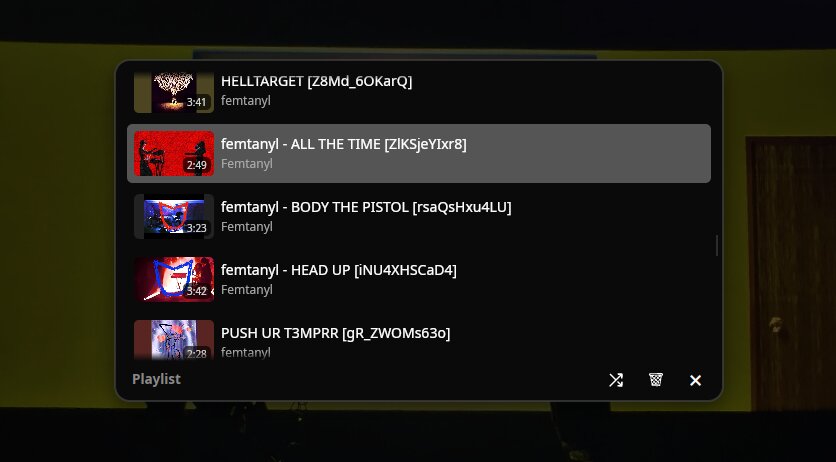 HELLTARGET [Z8Md_6OKarQ]
femtanyl
3:41
femtanyl - ALL THE TIME [ZlKSjeYIxr8]
Femtanyl
2:49
femtanyl - BODY THE PISTOL [rsaQsHxu4LU]
Femtanyl
3:23
femtanyl - HEAD UP [iNU4XHSCaD4]
Femtanyl
3:42
PUSH UR T3MPRR [gR_ZWOMs63o]
femtanyl
2:28
Playlist